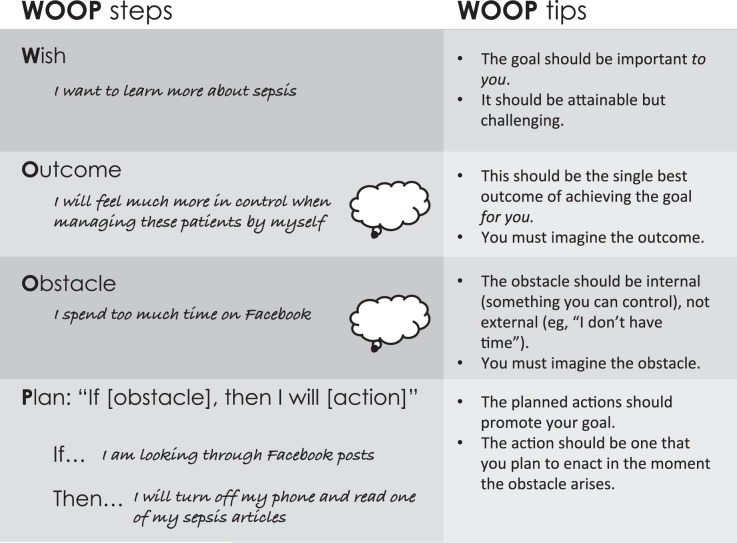 WOOP steps
WOOP tips
Wish
I want to learn more about sepsis
• The goal should be important to
you.
• It should be attainable but
challenging.
Outcome
I will feel much more in control when
managing these patients by myself
• This should be the single best
outcome of achieving the goal
for you.
• You must imagine the outcome.
Obstacle
I spend too much time on Facebook
• The obstacle should be internal
(something you can control), not
external (eg, “I don’t have
time”).
• You must imagine the obstacle.
Plan: “If [obstacle], then I will [action]”
If... I am looking through Facebook posts
Then... I will turn off my phone and read one
of my sepsis articles
• The planned actions should
promote your goal.
• The action should be one that
you plan to enact in the moment
the obstacle arises.